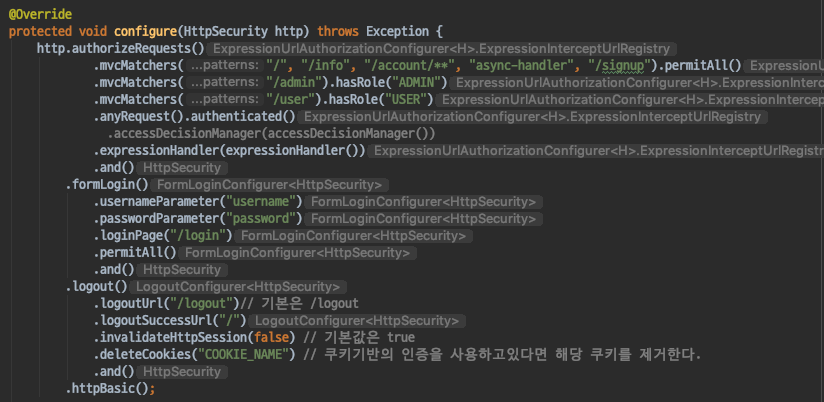 @Override
protected void configure(HttpSecurity http) throws Exception {
http.authorizeRequests() ExpressionUrlAuthorizationConfigurer<H>.ExpressionInterceptUrlRegistry
.mvcMatchers( ...patterns: "/", "/info", "/account/**", "async-handler", "/signup").permitAll() ExpressionU
.mvcMatchers( ...patterns: "/admin").hasRole("ADMIN") ExpressionUrlAuthorizationConfigurer<H>.ExpressionInterce
.mvcMatchers( ...patterns: "/user").hasRole("USER") ExpressionUrlAuthorizationConfigurer<H>.ExpressionIntercep
.anyRequest().authenticated() ExpressionUrlAuthorizationConfigurer<H>.ExpressionInterceptUrlRegistry
.accessDecisionManager(accessDecisionManager())
.expressionHandler(expressionHandler()) ExpressionUrlAuthorizationConfigurer<H>.ExpressionInterceptUrlRegistr
.and() HttpSecurity
.formLogin() FormLoginConfigurer<HttpSecurity>
.usernameParameter("username") FormLoginConfigurer<HttpSecurity>
.passwordParameter("password") FormLoginConfigurer<HttpSecurity>
.loginPage("/login") FormLoginConfigurer<HttpSecurity>
.permitAll() FormLoginConfigurer<HttpSecurity>
.and() HttpSecurity
.logout() LogoutConfigurer<HttpSecurity>
.logoutUrl("/logout")// 기본은 /logout
.logoutSuccessUrl("/") LogoutConfigurer<HttpSecurity>
.invalidateHttpSession(false) // 기본값은 true
.deleteCookies("COOKIE_NAME") // 쿠키기반의 인증을 사용하고있다면 해당 쿠키를 제거한다.
.and() HttpSecurity
.httpBasic();